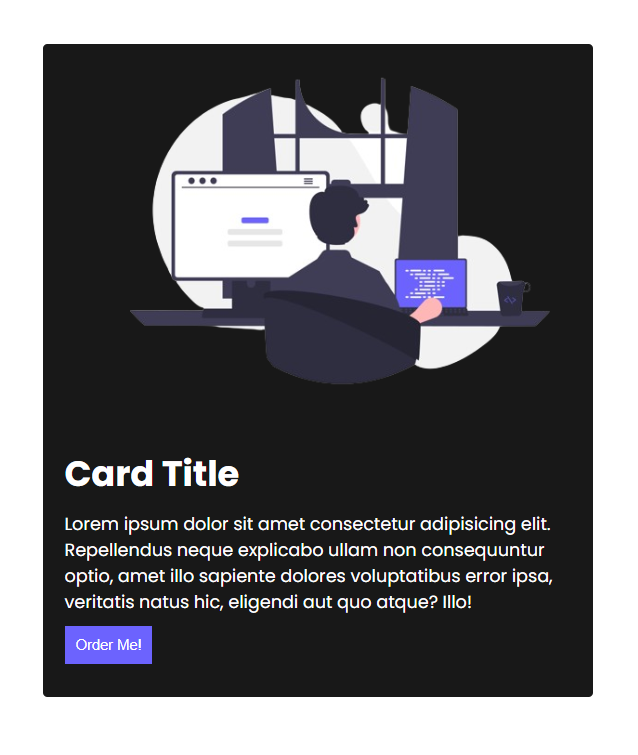 Card Title
Lorem ipsum dolor sit amet consectetur adipisicing elit.
Repellendus neque explicabo ullam non consequuntur
optio, amet illo sapiente dolores voluptatibus error ipsa,
veritatis natus hic, eligendi aut quo atque? Illo!
Order Me!